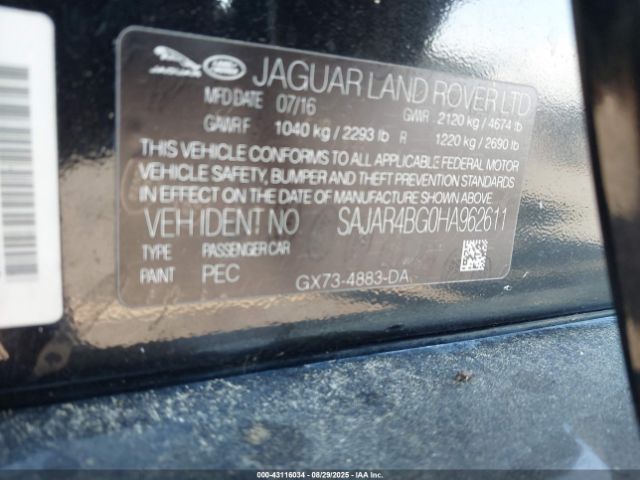 JAGUAR LAND ROVER LTD
JAGUAR
MFD DATE 07/16 GVWR 2120 kg / 4674 lb
GAWR F 1040 kg / 2293 lb R 1220 kg / 2690 lb
THIS VEHICLE CONFORMS TO ALL APPLICABLE FEDERAL MOTOR
VEHICLE SAFETY, BUMPER, AND THEFT PREVENTION STANDARDS
IN EFFECT ON THE DATE OF MANUFACTURE SHOWN ABOVE.
VEH IDENT NO SAJAR4BG0HA962611
TYPE PASSENGER CAR
PAINT PEC
GX73-4883-DA
000-43116034 - 08/29/2025 - IAAI.COM